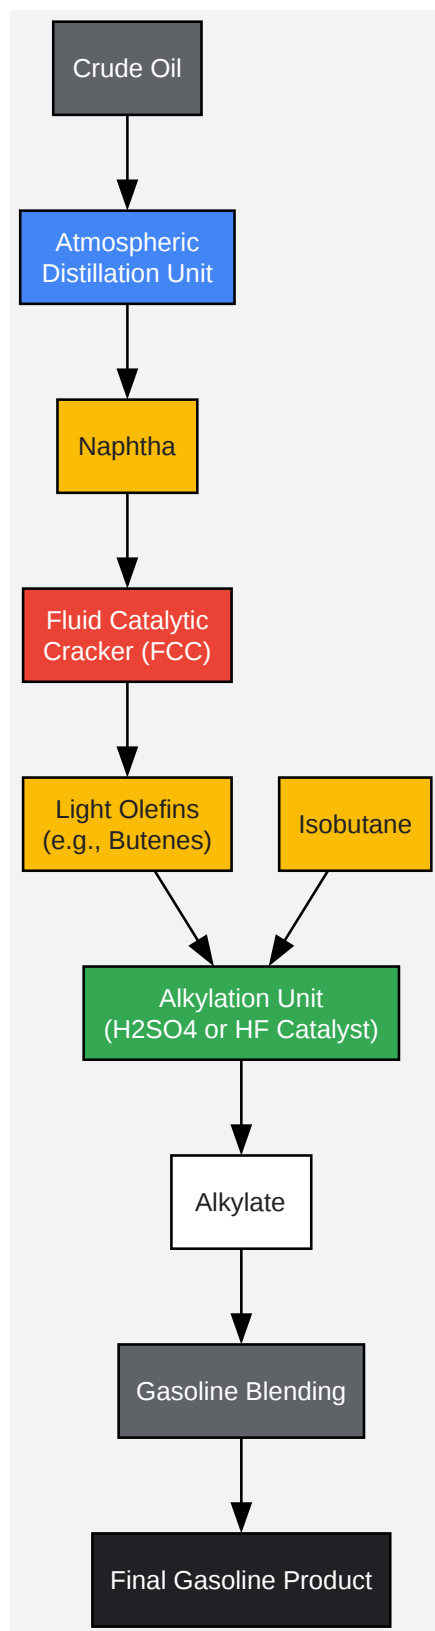 Crude Oil
Atmospheric
Distillation Unit
Naphtha
Fluid Catalytic
Cracker (FCC)
Light Olefins
(e.g., Butenes)
Isobutane
Alkylation Unit
(H2SO4 or HF Catalyst)
Alkylate
Gasoline Blending
Final Gasoline Product